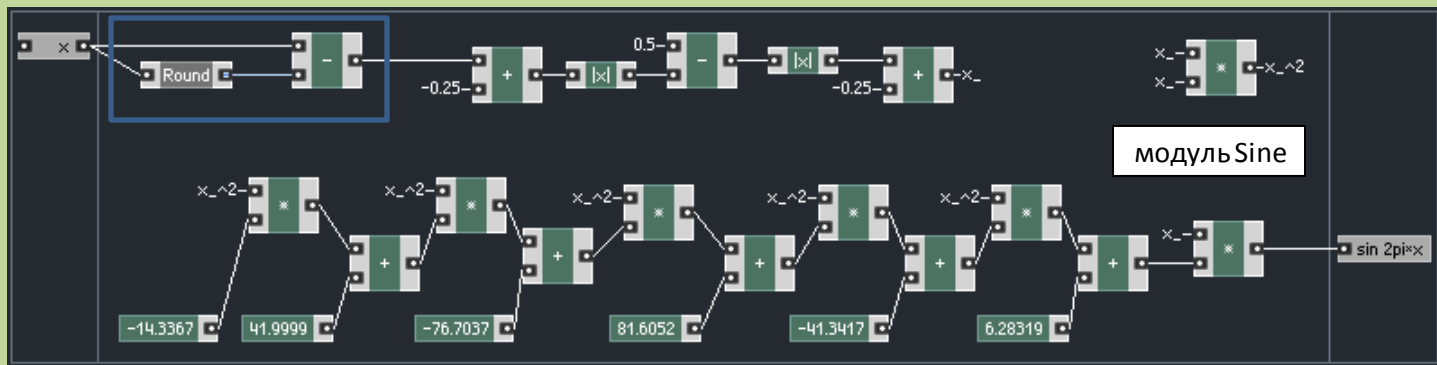 x Round - -0.25 + |x| 0.5 - |x| -0.25 + x_ x_ x_ * x_^2
модуль Sine
x_^2 * + x_^2 * + x_^2 * + x_^2 * + x_^2 * + x_ * sin 2pi*x
-14.3367 41.9999 -76.7037 81.6052 -41.3417 6.28319